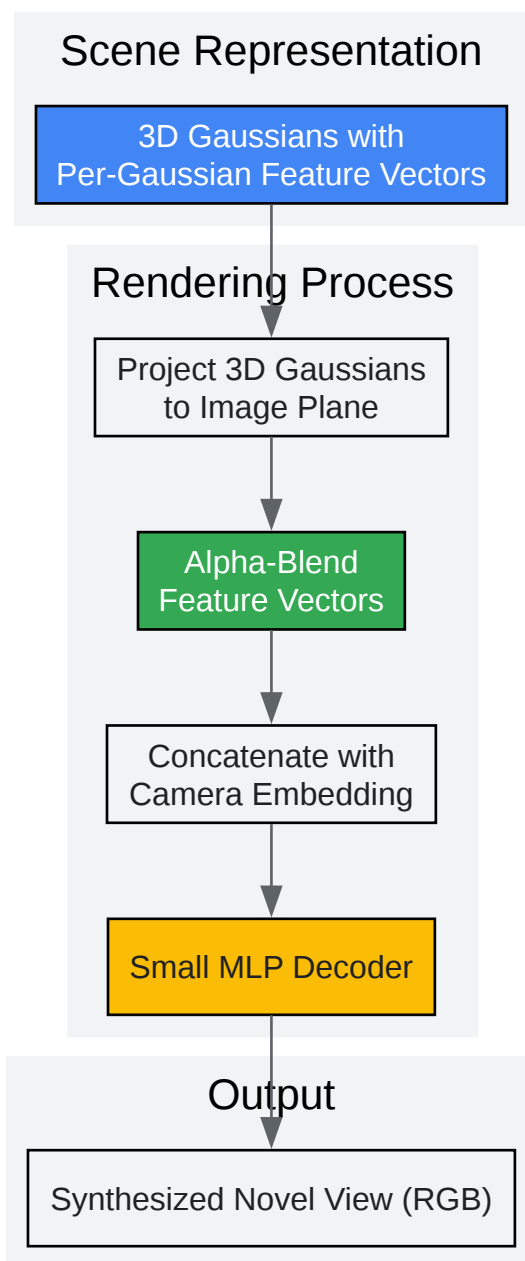 Scene Representation
3D Gaussians with
Per-Gaussian Feature Vectors
Rendering Process
Project 3D Gaussians
to Image Plane
Alpha-Blend
Feature Vectors
Concatenate with
Camera Embedding
Small MLP Decoder
Output
Synthesized Novel View (RGB)